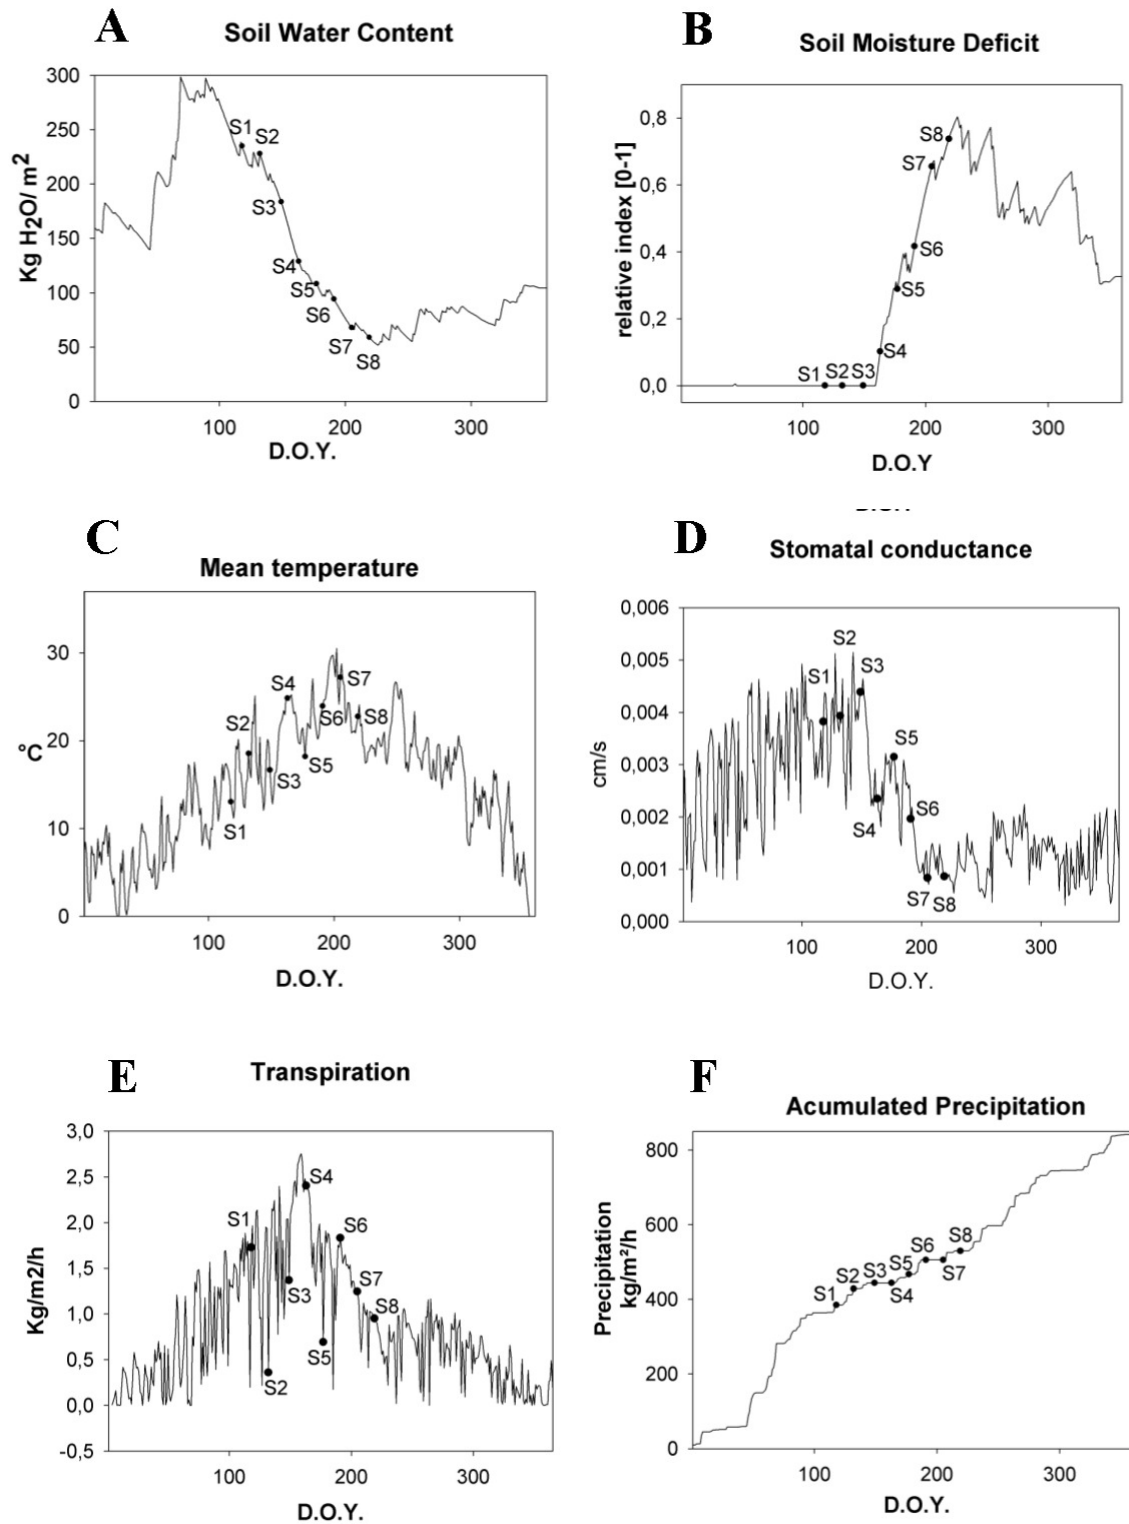 A
Soil Water Content
300
250
200
150
100
50
0
Kg H2O/ m2
S1
S2
S3
S4
S5
S6
S7
S8
100
200
300
D.O.Y.
B
Soil Moisture Deficit
0,8
0,6
0,4
0,2
0,0
relative index [0-1]
S8
S7
S6
S5
S4
S1
S2
S3
100
200
300
D.O.Y
C
Mean temperature
30
20
10
0
°C
S4
S7
S2
S6
S8
S3
S5
S1
100
200
300
D.O.Y.
D
Stomatal conductance
0,006
0,005
0,004
0,003
0,002
0,001
0,000
cm/s
S2
S1
S3
S5
S6
S4
S7
S8
100
200
300
D.O.Y.
E
Transpiration
3,0
2,5
2,0
1,5
1,0
0,5
0,0
-0,5
Kg/m2/h
S4
S1
S6
S3
S7
S8
S5
S2
100
200
300
D.O.Y.
F
Acumulated Precipitation
800
600
400
200
0
Precipitation
kg/m²/h
S1
S2
S3
S4
S5
S6
S7
S8
100
200
300
D.O.Y.